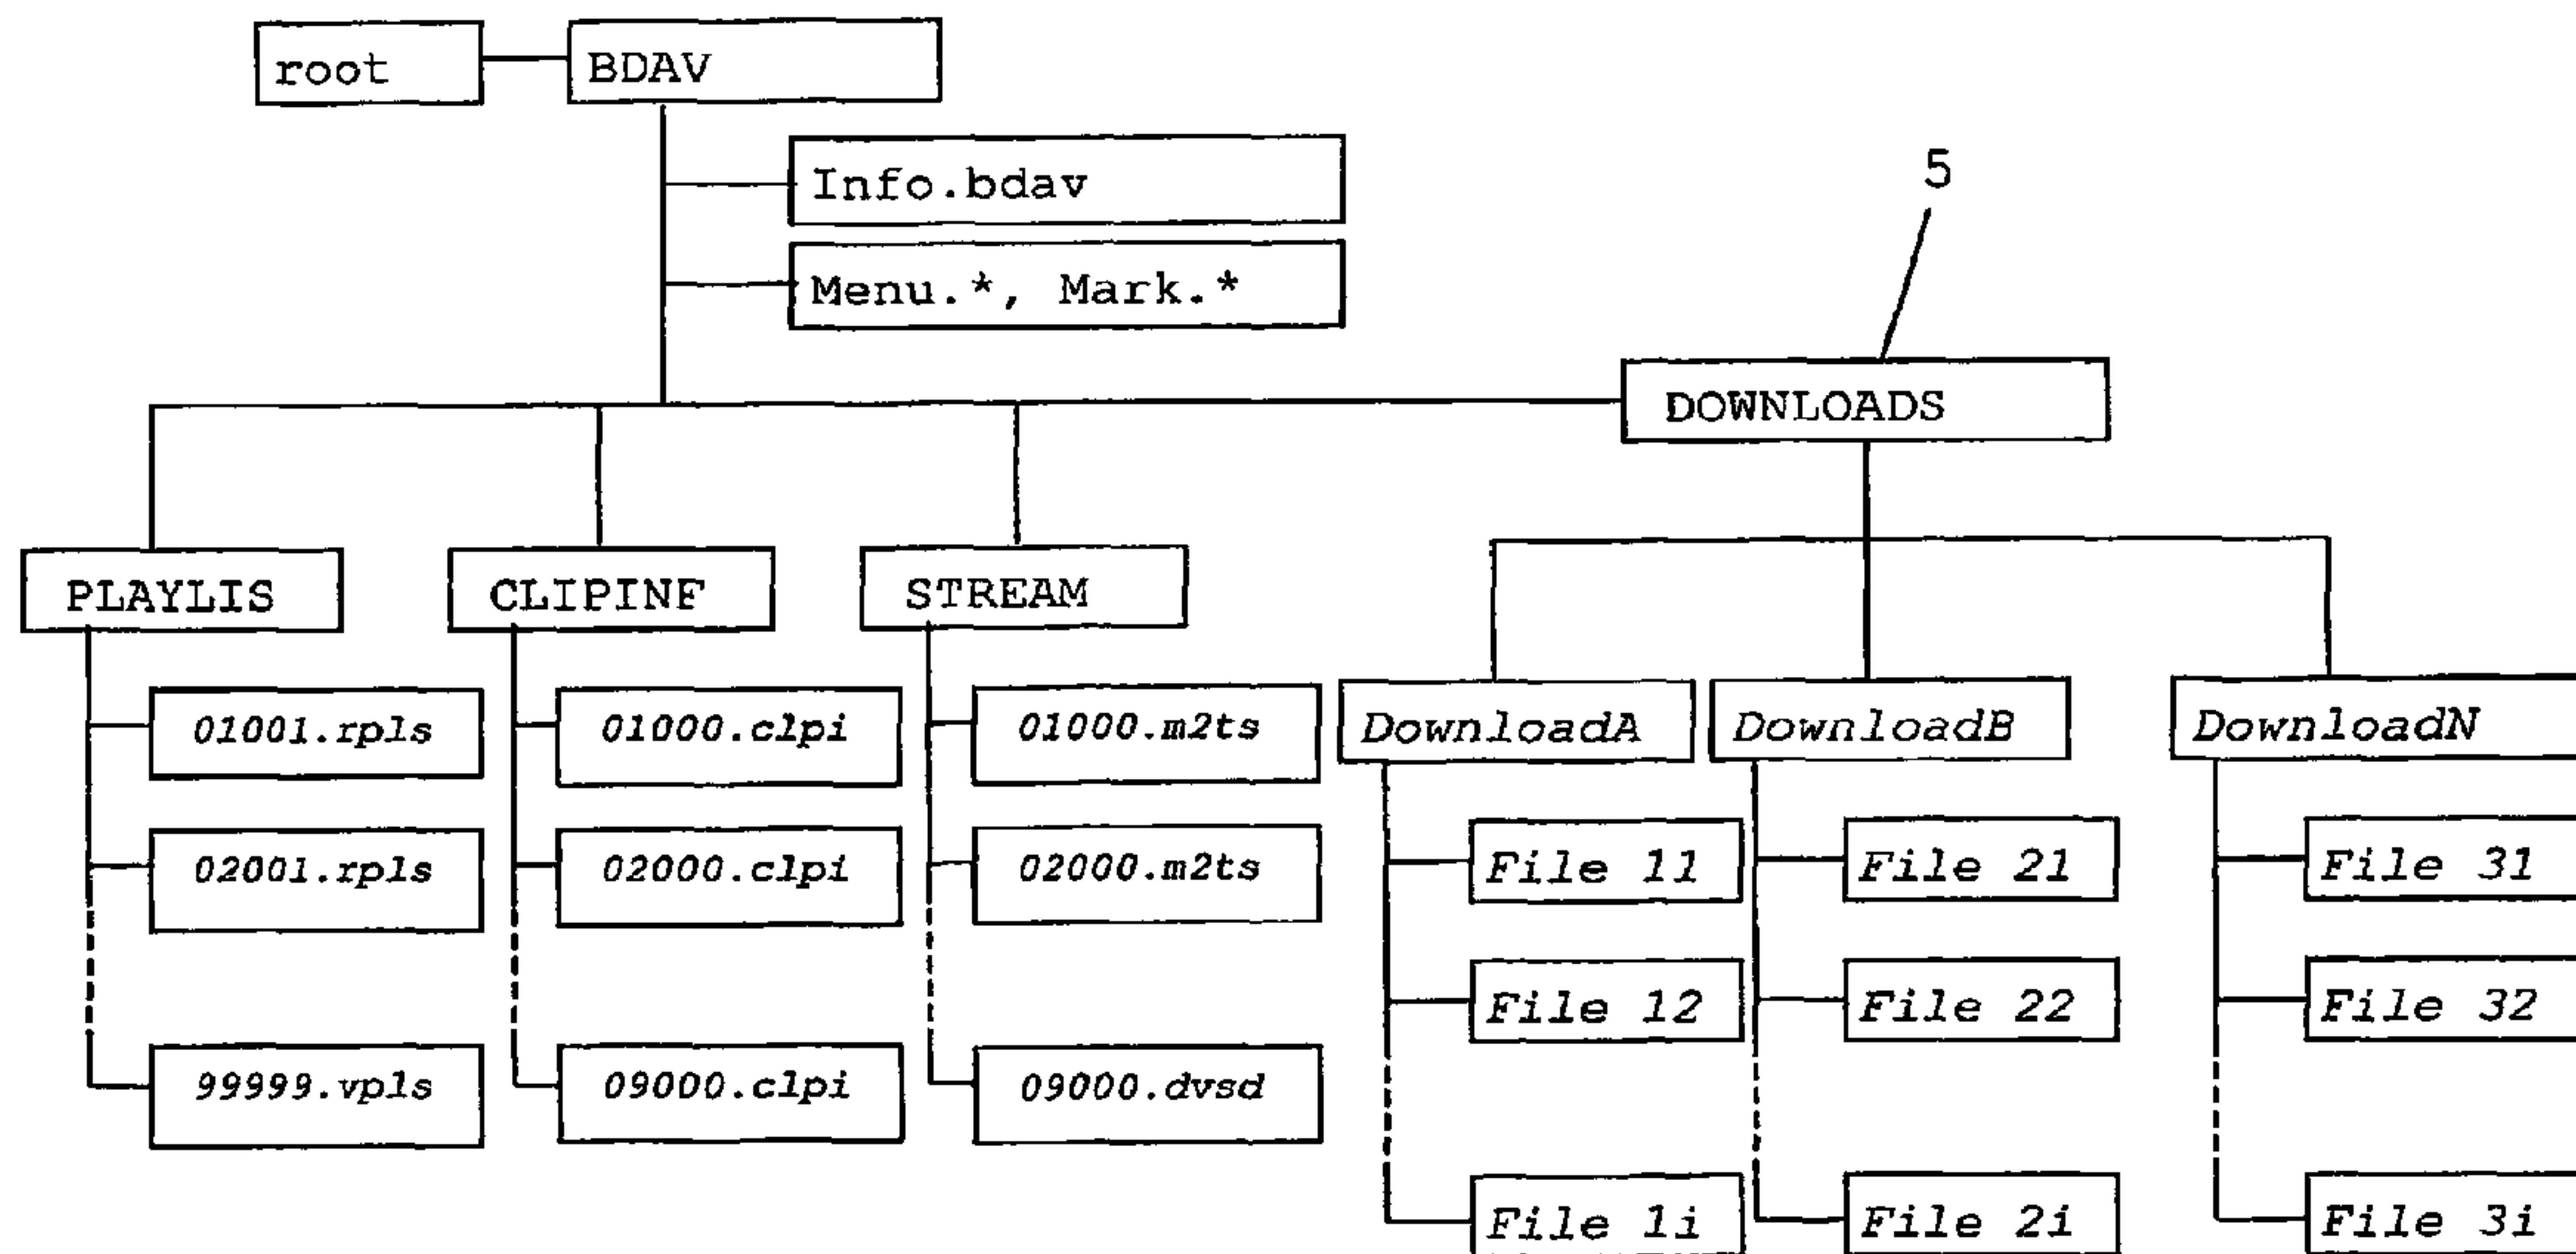 root
BDAV
Info.bdav
Menu.*, Mark.*
5
DOWNLOADS
PLAYLIS
CLIPINF
STREAM
01001.rpls
01000.clpi
01000.m2ts
DownloadA
DownloadB
DownloadN
02001.rpls
02000.clpi
02000.m2ts
File 11
File 21
File 31
File 12
File 22
File 32
99999.vpls
09000.clpi
09000.dvsd
File 1i
File 2i
File 3i